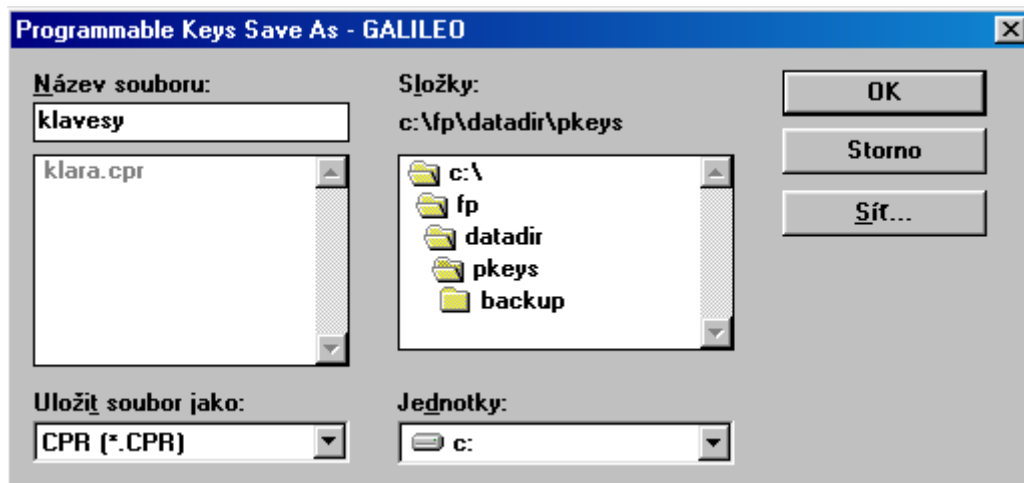 Programmable Keys Save As - GALILEO
Název souboru:
klavesy
klara.cpr
Uložit soubor jako:
CPR (*.CPR)
Složky:
c:\fp\datadir\pkeys
c:\
fp
datadir
pkeys
backup
Jednotky:
c:
OK
Storno
Síť...